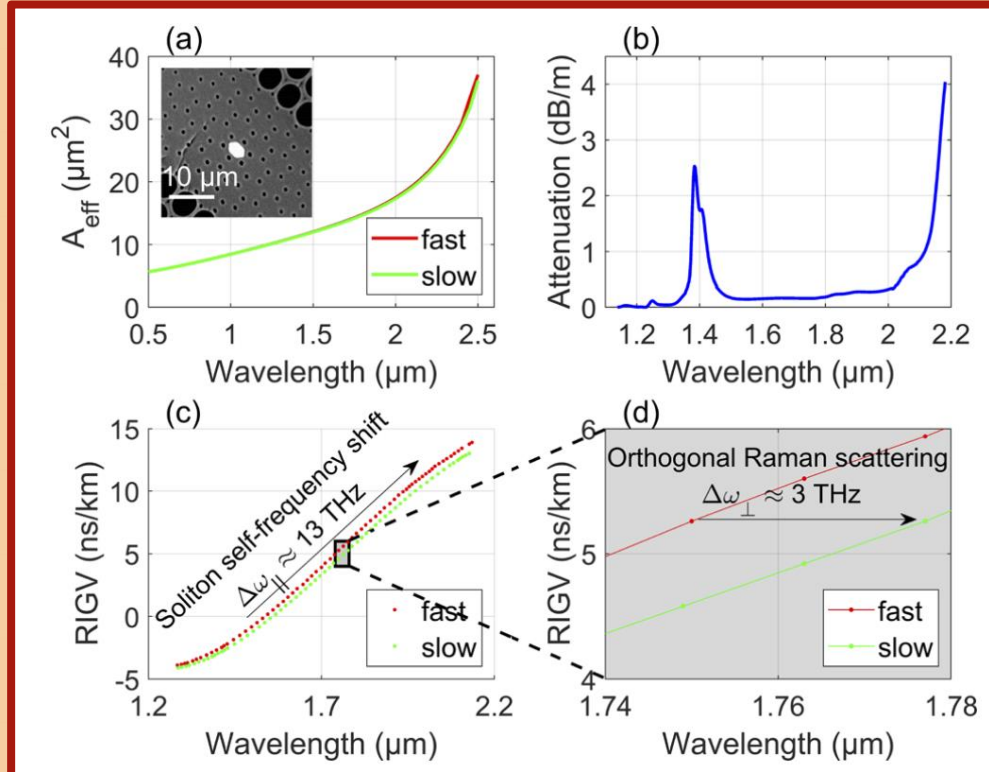 (a)
A_eff (µm²)
40
30
20
10
0
10 µm
fast
slow
0.5 1 1.5 2 2.5
Wavelength (µm)
(b)
Attenuation (dB/m)
4
3
2
1
0
1.2 1.4 1.6 1.8 2 2.2
Wavelength (µm)
(c)
RIGV (ns/km)
15
10
5
0
-5
Soliton self-frequency shift
Δω_∥ ≈ 13 THz
fast
slow
1.2 1.7 2.2
Wavelength (µm)
(d)
RIGV (ns/km)
6
5
4
Orthogonal Raman scattering
Δω_⊥ ≈ 3 THz
fast
slow
1.74 1.76 1.78
Wavelength (µm)